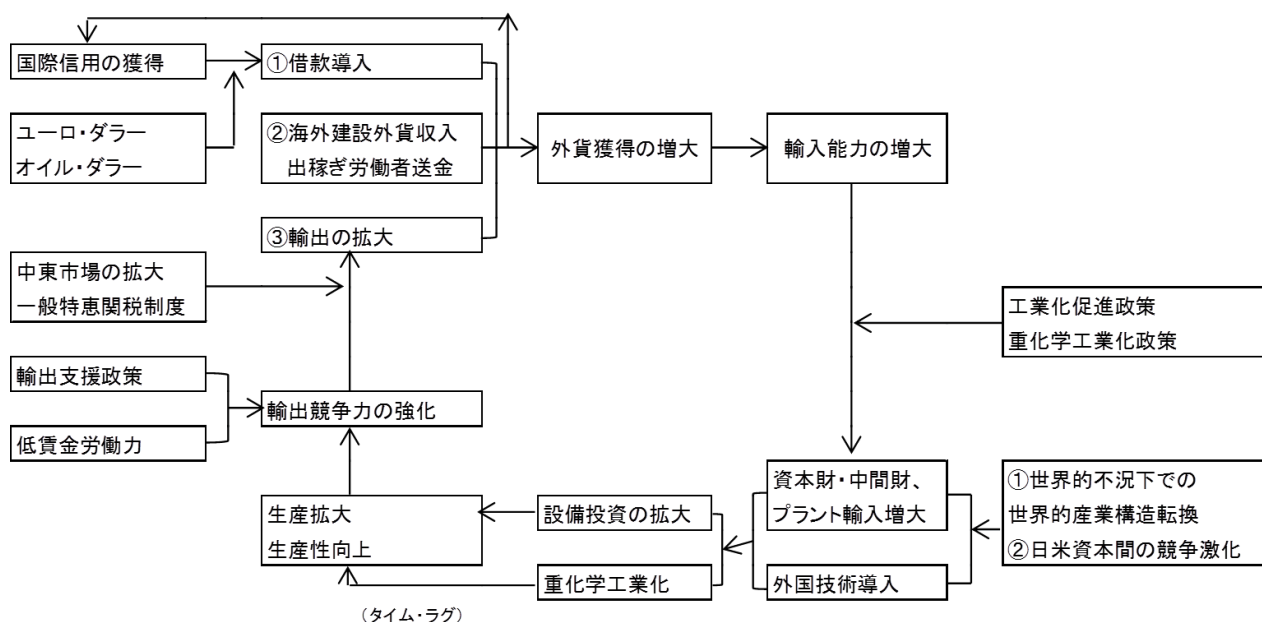 国際信用の獲得
①借款導入
ユーロ・ダラー
オイル・ダラー
②海外建設外貨収入
出稼ぎ労働者送金
外貨獲得の増大
輸入能力の増大
③輸出の拡大
中東市場の拡大
一般特恵関税制度
工業化促進政策
重化学工業化政策
輸出支援政策
輸出競争力の強化
低賃金労働力
資本財・中間財、
プラント輸入増大
①世界的不況下での
世界的産業構造転換
②日米資本間の競争激化
生産拡大
生産性向上
設備投資の拡大
重化学工業化
外国技術導入
(タイム・ラグ)